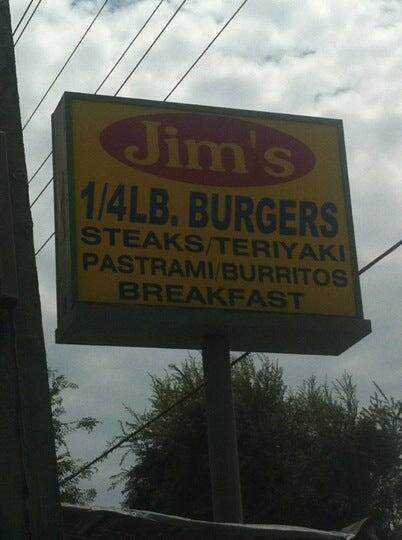 Jim's
1/4LB. BURGERS
STEAKS/TERIYAKI
PASTRAMI/BURRITOS
BREAKFAST